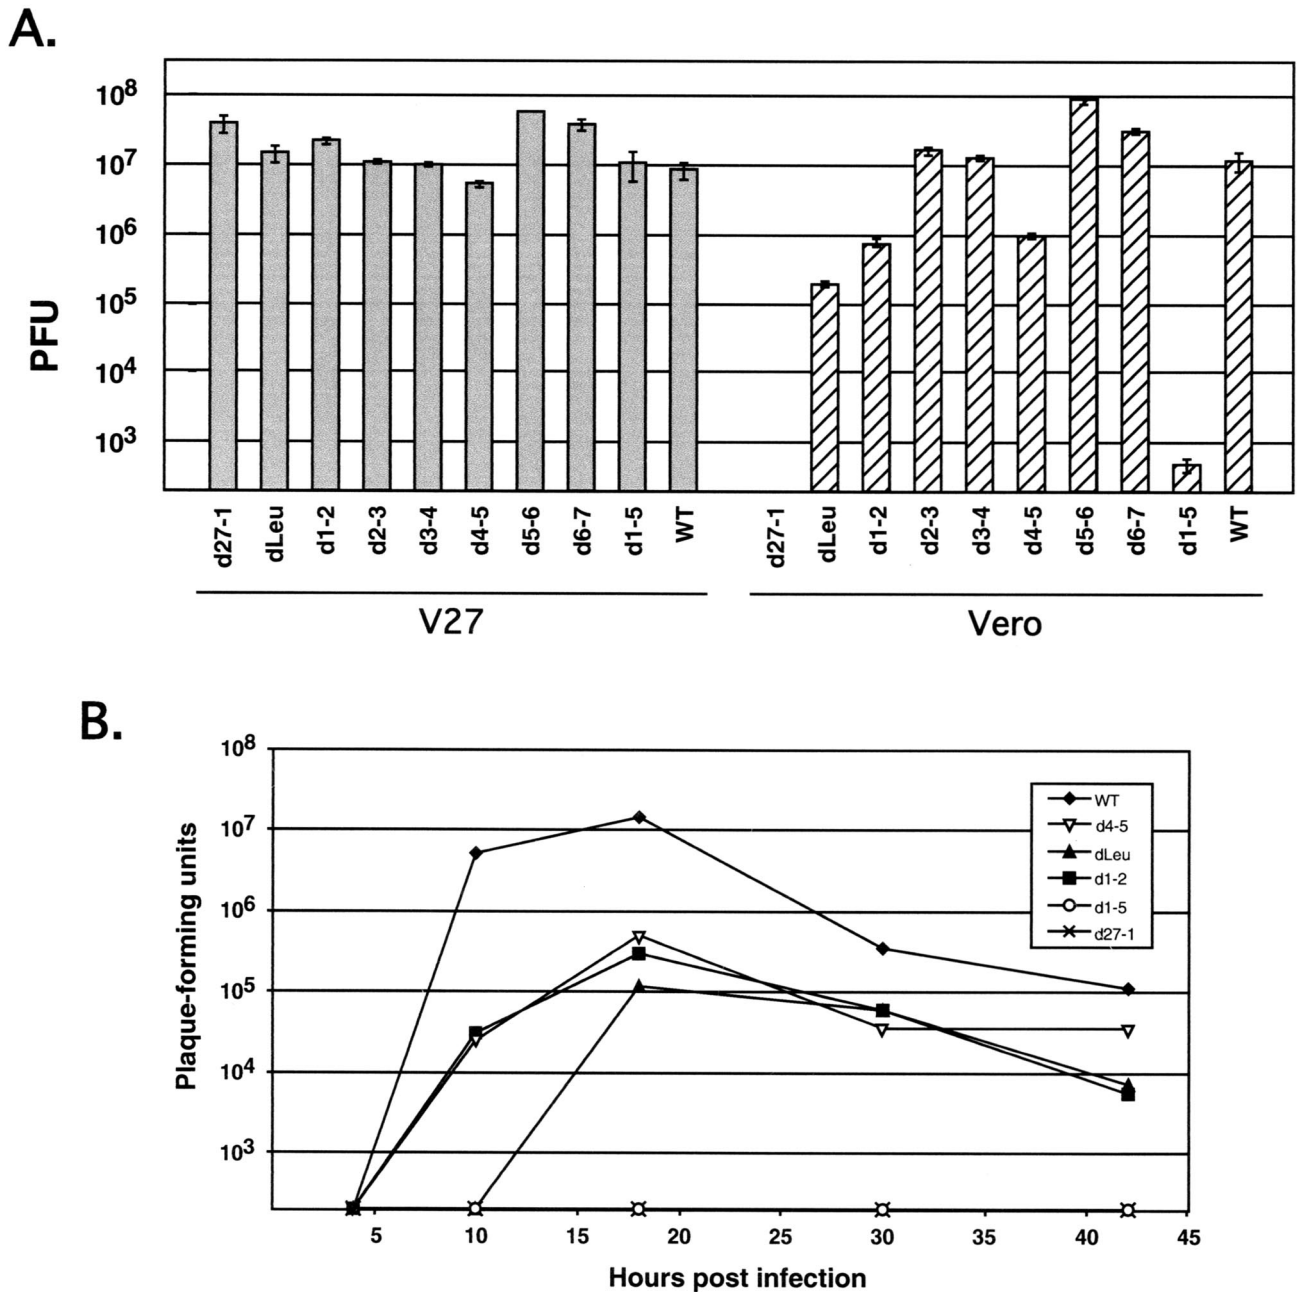 A.
PFU
10⁸
10⁷
10⁶
10⁵
10⁴
10³
d27-1 dLeu d1-2 d2-3 d3-4 d4-5 d5-6 d6-7 d1-5 WT d27-1 dLeu d1-2 d2-3 d3-4 d4-5 d5-6 d6-7 d1-5 WT
V27 Vero
B.
Plaque-forming units
10⁸
10⁷
10⁶
10⁵
10⁴
10³
WT
d4-5
dLeu
d1-2
d1-5
d27-1
5 10 15 20 25 30 35 40 45
Hours post infection